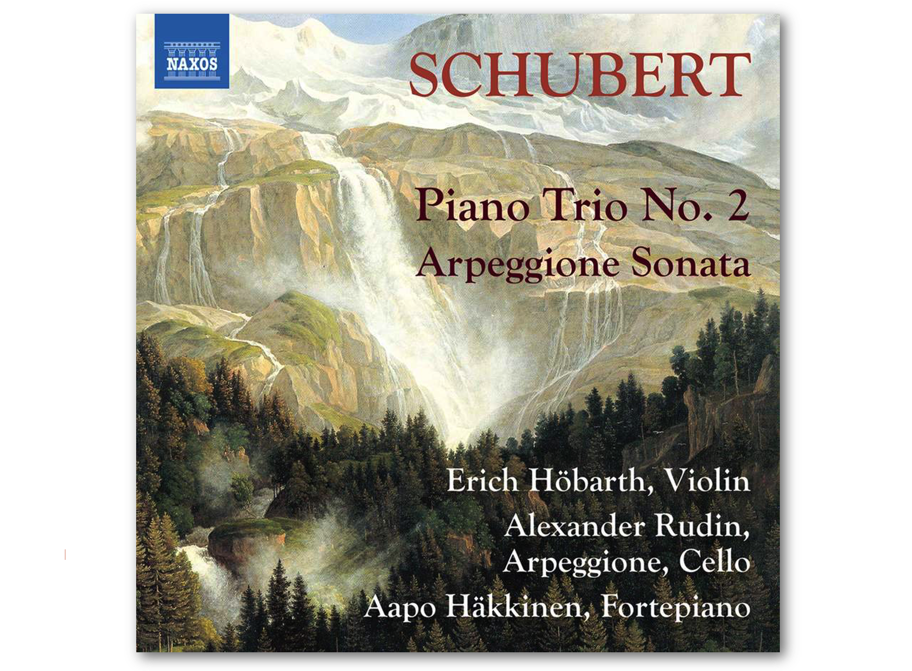 NAXOS
SCHUBERT
Piano Trio No. 2
Arpeggione Sonata
Erich Höbarth, Violin
Alexander Rudin,
Arpeggione, Cello
Aapo Häkkinen, Fortepiano